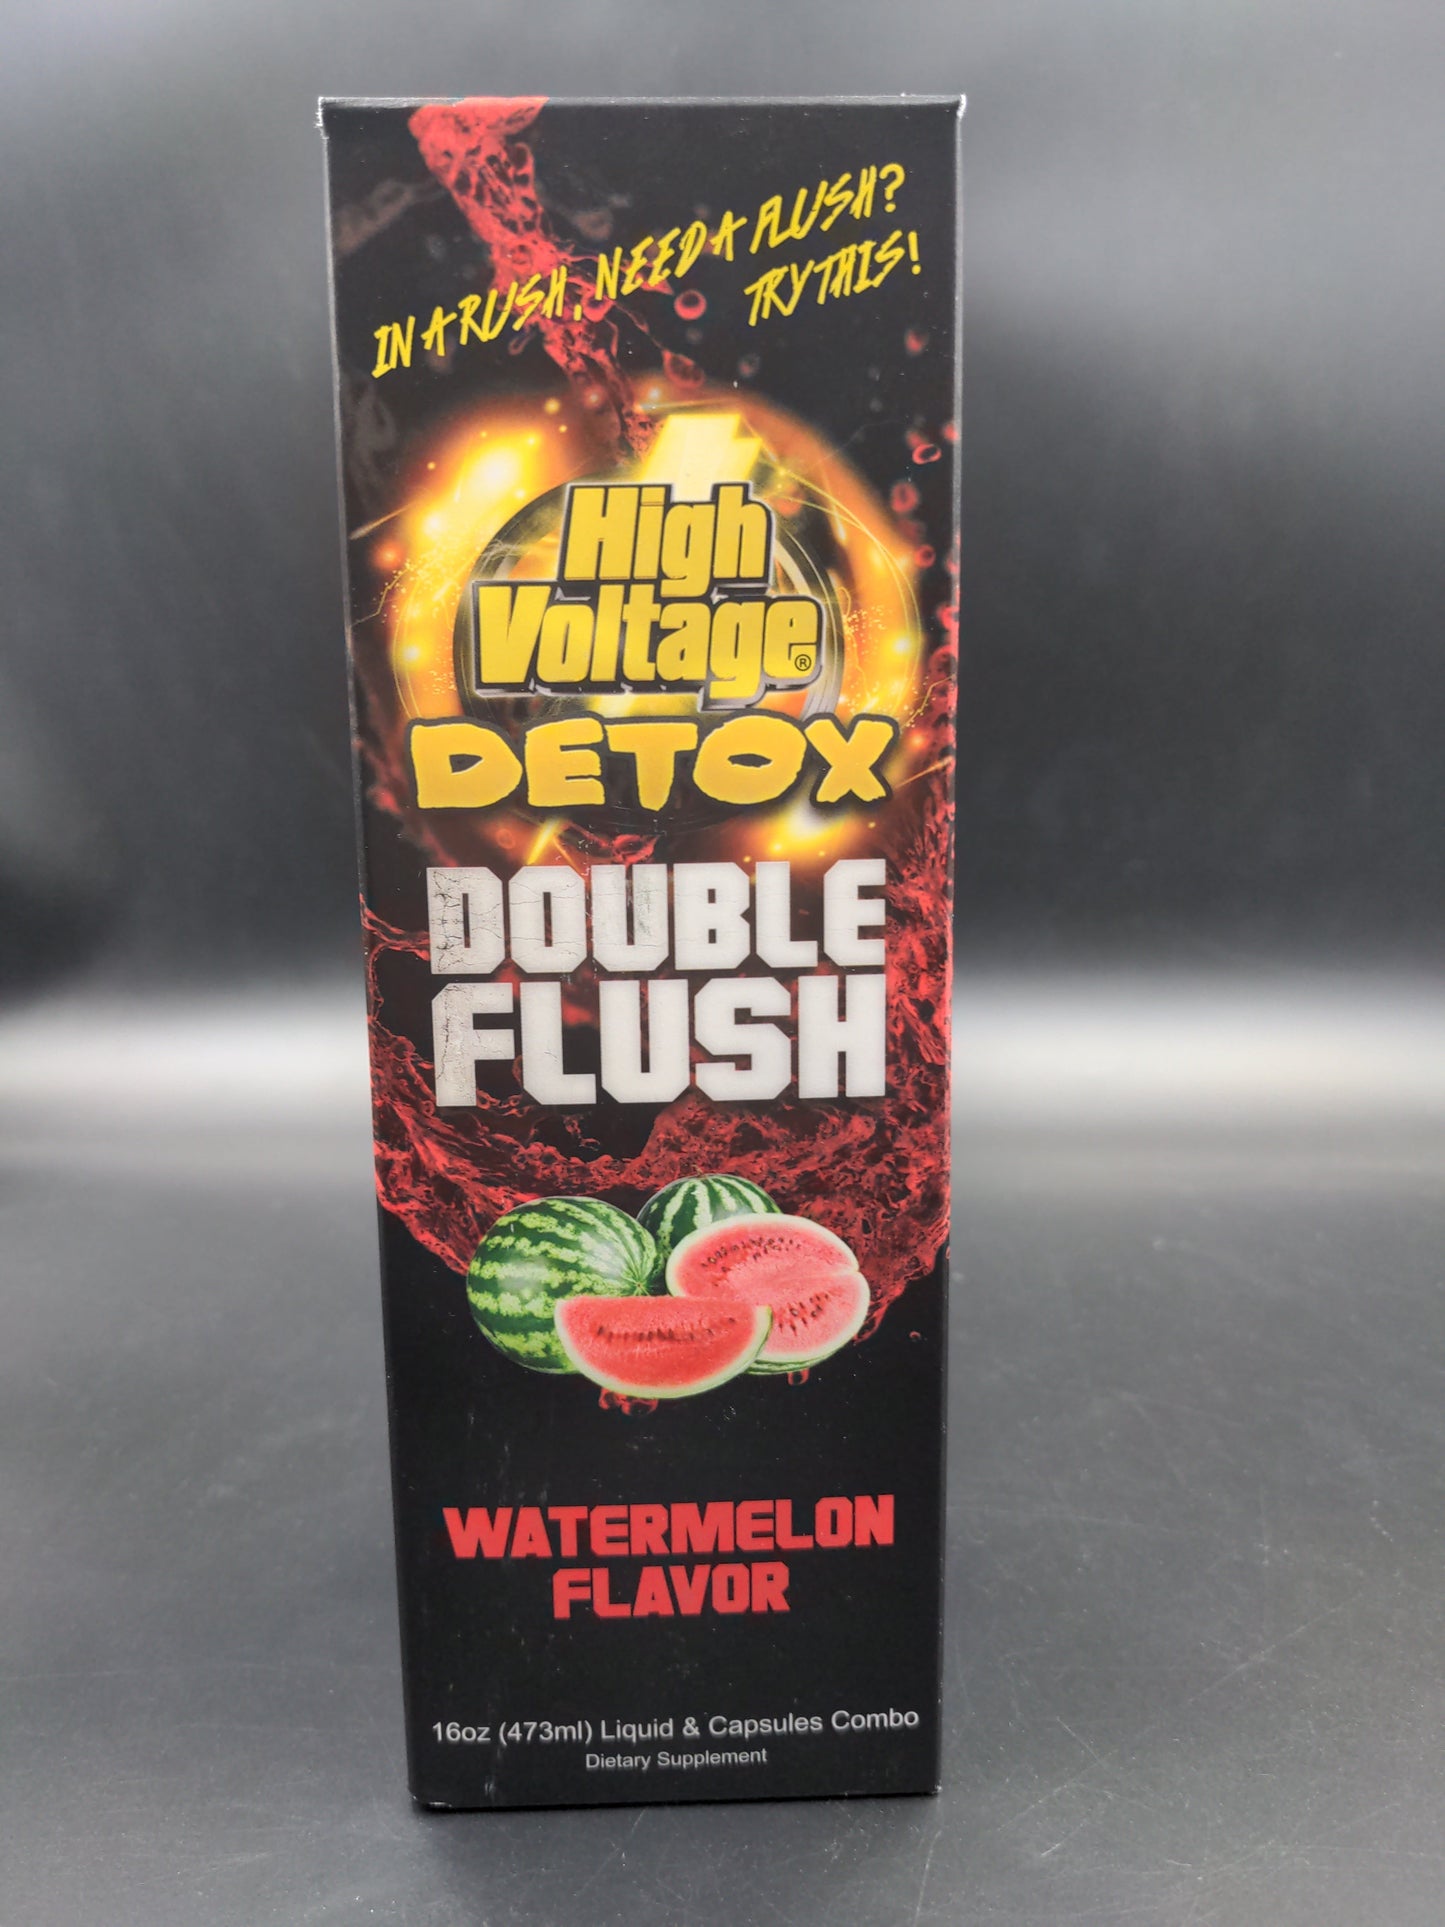 IN A RUSH, NEED A FLUSH?
TRY THIS!
High
Voltage®
DETOX
DOUBLE
FLUSH
WATERMELON
FLAVOR
16oz (473ml) Liquid & Capsules Combo
Dietary Supplement